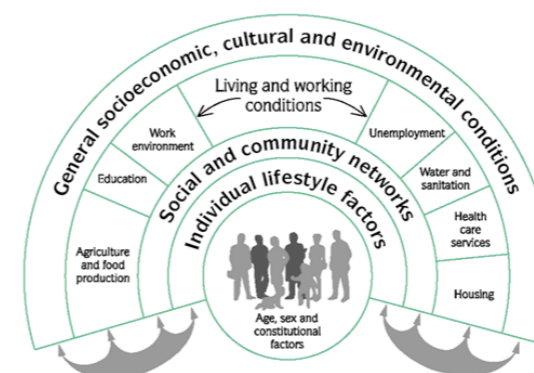 General socioeconomic, cultural and environmental conditions
Living and working
conditions
Work
environment
Unemployment
Education
Water and
sanitation
Agriculture
and food
production
Health
care
services
Housing
Social and community networks
Individual lifestyle factors
Age, sex and
constitutional
factors